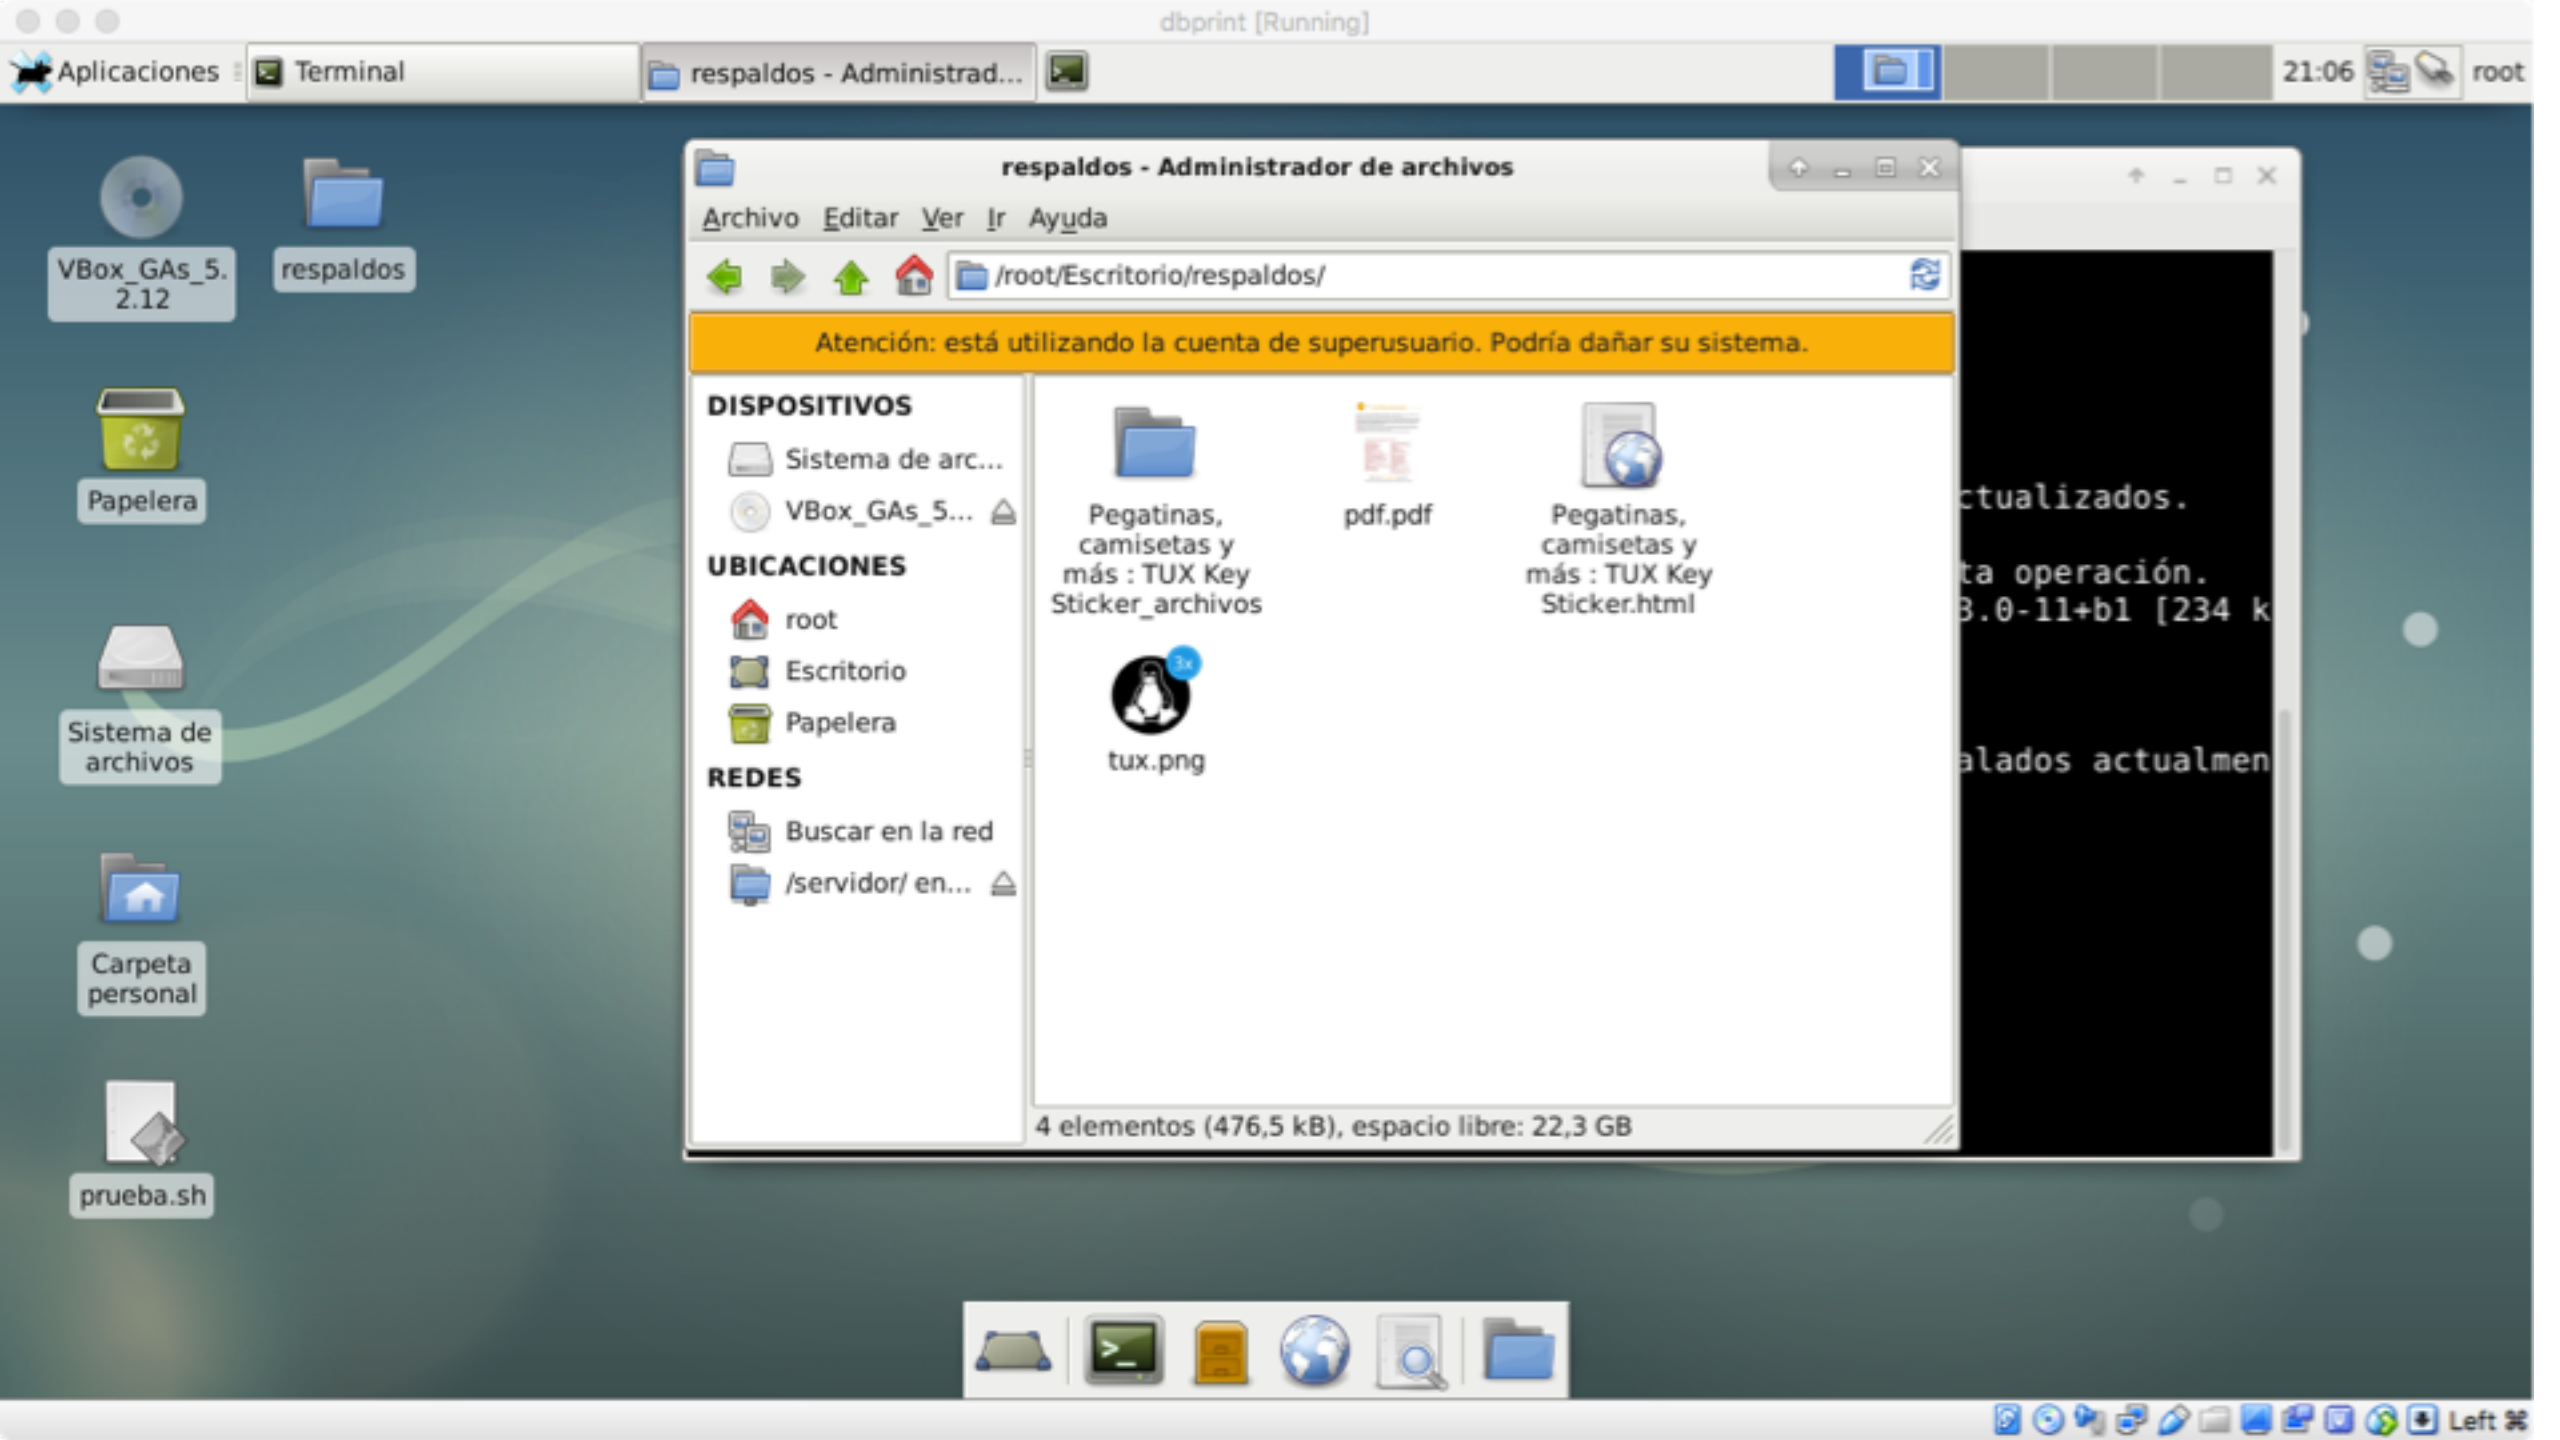 dbprint [Running]
Aplicaciones
Terminal
respaldos - Administrad...
21:06
root
VBox_GAs_5.
2.12
respaldos
Papelera
Sistema de
archivos
Carpeta
personal
prueba.sh
respaldos - Administrador de archivos
Archivo Editar Ver Ir Ayuda
/root/Escritorio/respaldos/
Atención: está utilizando la cuenta de superusuario. Podría dañar su sistema.
DISPOSITIVOS
Sistema de arc...
VBox_GAs_5...
UBICACIONES
root
Escritorio
Papelera
REDES
Buscar en la red
/servidor/ en...
Pegatinas,
camisetas y
más : TUX Key
Sticker_archivos
pdf.pdf
Pegatinas,
camisetas y
más : TUX Key
Sticker.html
3x
tux.png
4 elementos (476,5 kB), espacio libre: 22,3 GB
ctualizados.
ta operación.
3.0-11+b1 [234 k
alados actualmen
Left ⌘